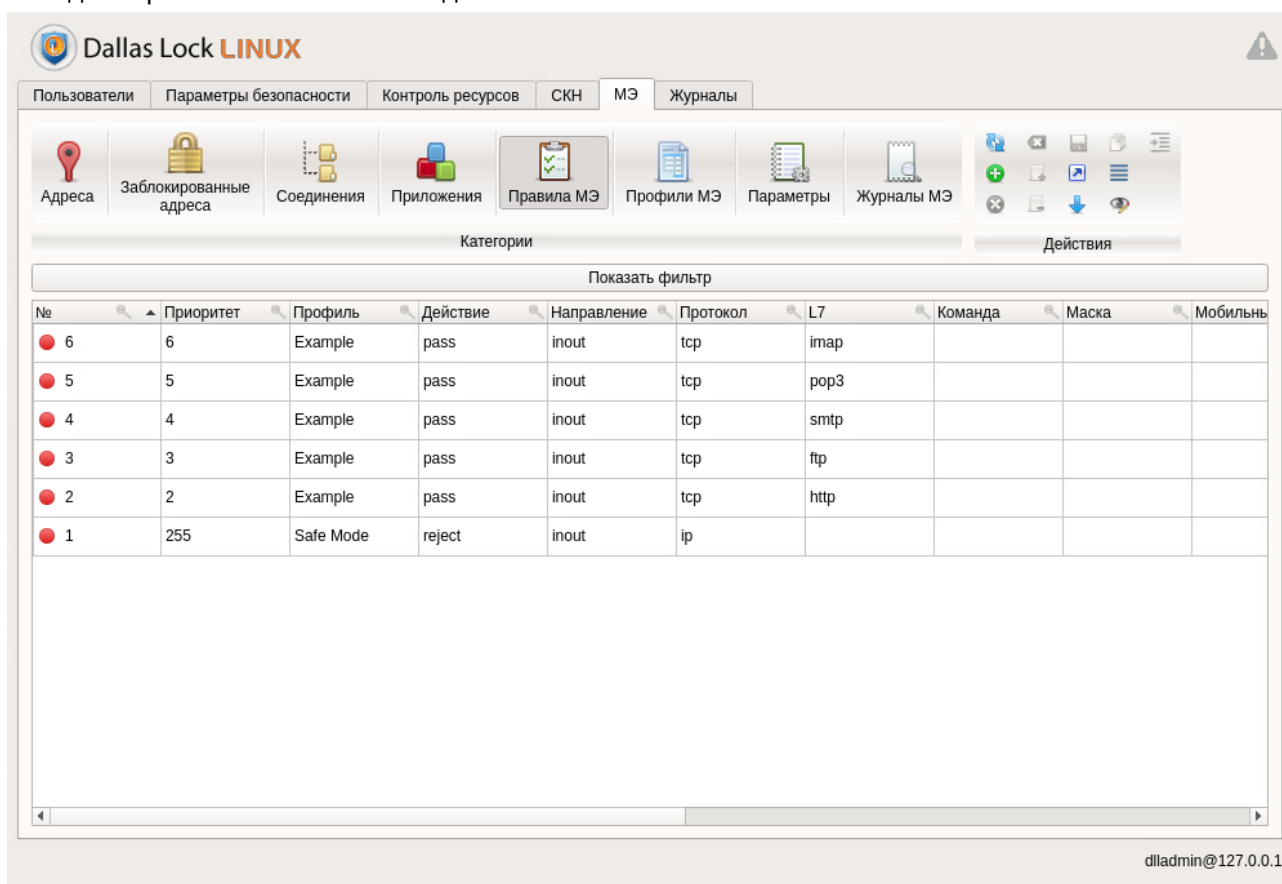 Dallas Lock LINUX
Пользователи Параметры безопасности Контроль ресурсов СКН МЭ Журналы
Адреса Заблокированные адреса Соединения Приложения Правила МЭ Профили МЭ Параметры Журналы МЭ
Категории Действия
Показать фильтр
№ Приоритет Профиль Действие Направление Протокол L7 Команда Маска Мобильнь
6 6 Example pass inout tcp imap
5 5 Example pass inout tcp pop3
4 4 Example pass inout tcp smtp
3 3 Example pass inout tcp ftp
2 2 Example pass inout tcp http
1 255 Safe Mode reject inout ip
dlladmin@127.0.0.1